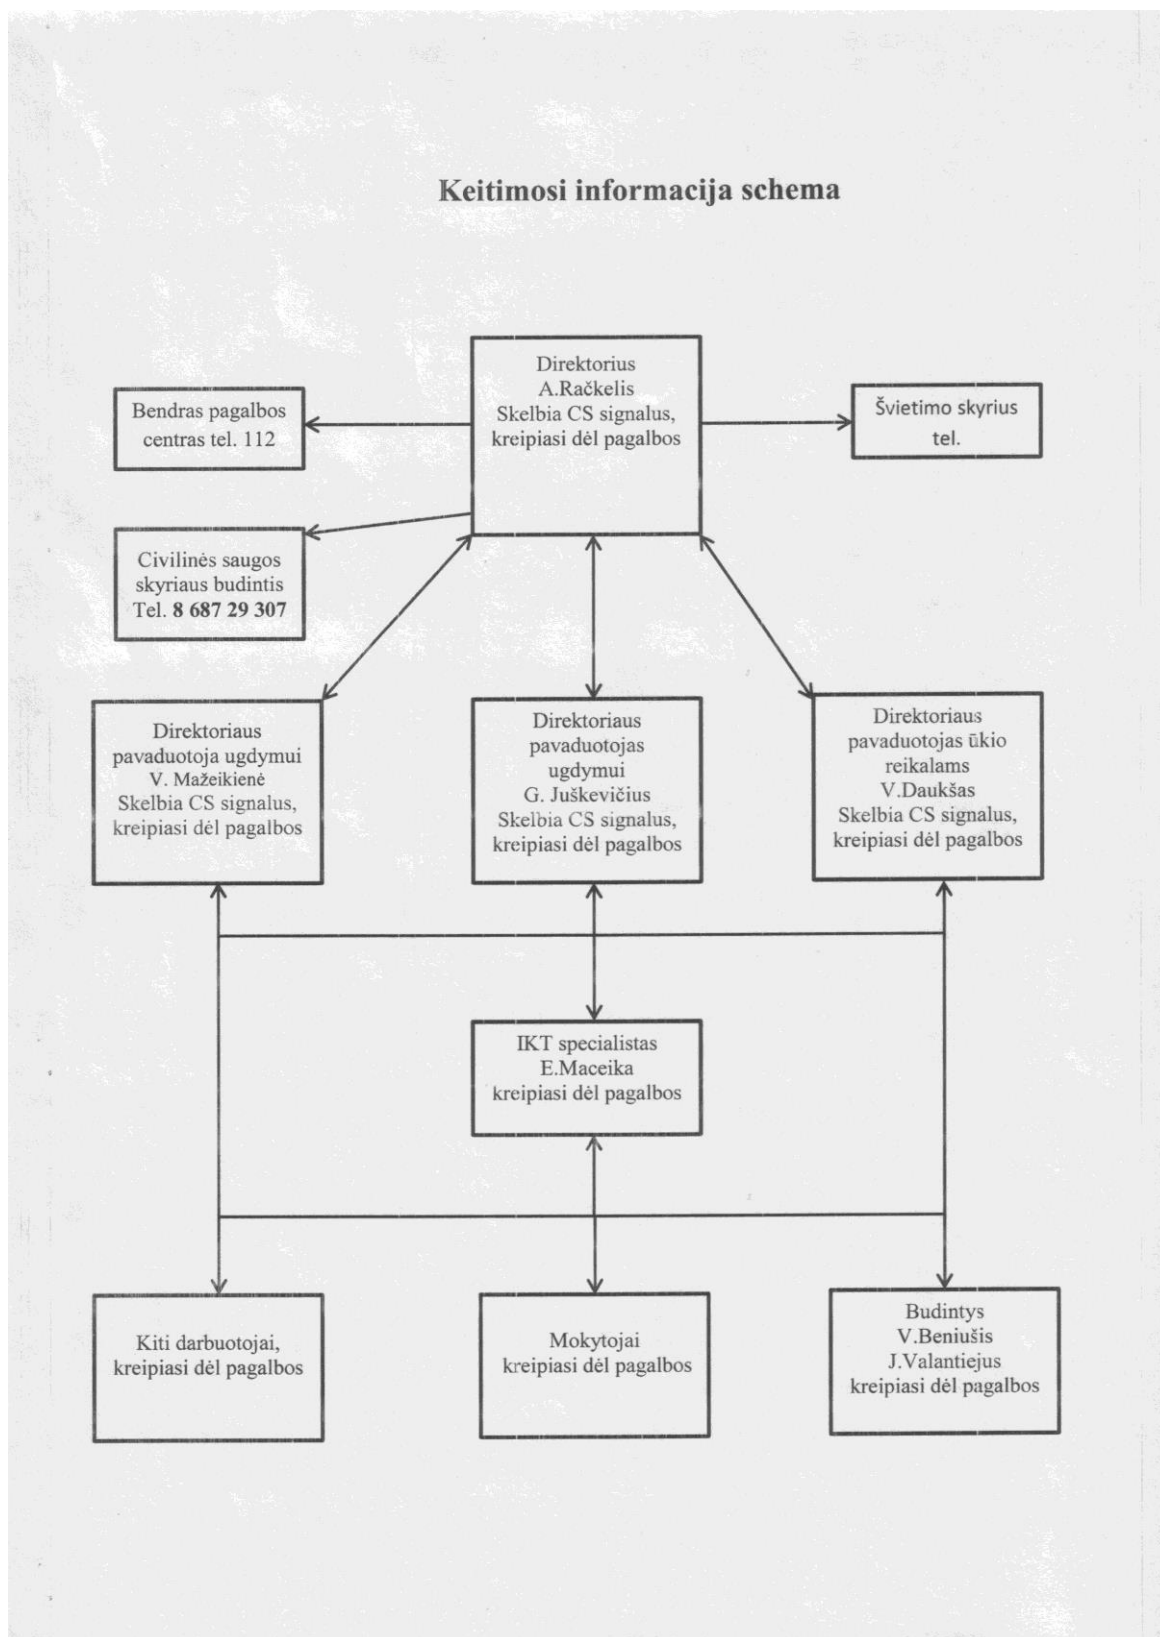 Keitimosi informacija schema
Direktorius
A.Račkelis
Skelbia CS signalus,
kreipiasi dėl pagalbos
Bendras pagalbos
centras tel. 112
Švietimo skyrius
tel.
Civilinės saugos
skyriaus budintis
Tel. 8 687 29 307
Direktoriaus
pavaduotoja ugdymui
V. Mažeikienė
Skelbia CS signalus,
kreipiasi dėl pagalbos
Direktoriaus
pavaduotojas
ugdymui
G. Juškevičius
Skelbia CS signalus,
kreipiasi dėl pagalbos
Direktoriaus
pavaduotojas ūkio
reikalams
V.Daukšas
Skelbia CS signalus,
kreipiasi dėl pagalbos
IKT specialistas
E.Maceika
kreipiasi dėl pagalbos
Kiti darbuotojai,
kreipiasi dėl pagalbos
Mokytojai
kreipiasi dėl pagalbos
Budintys
V.Beniušis
J.Valantiejus
kreipiasi dėl pagalbos